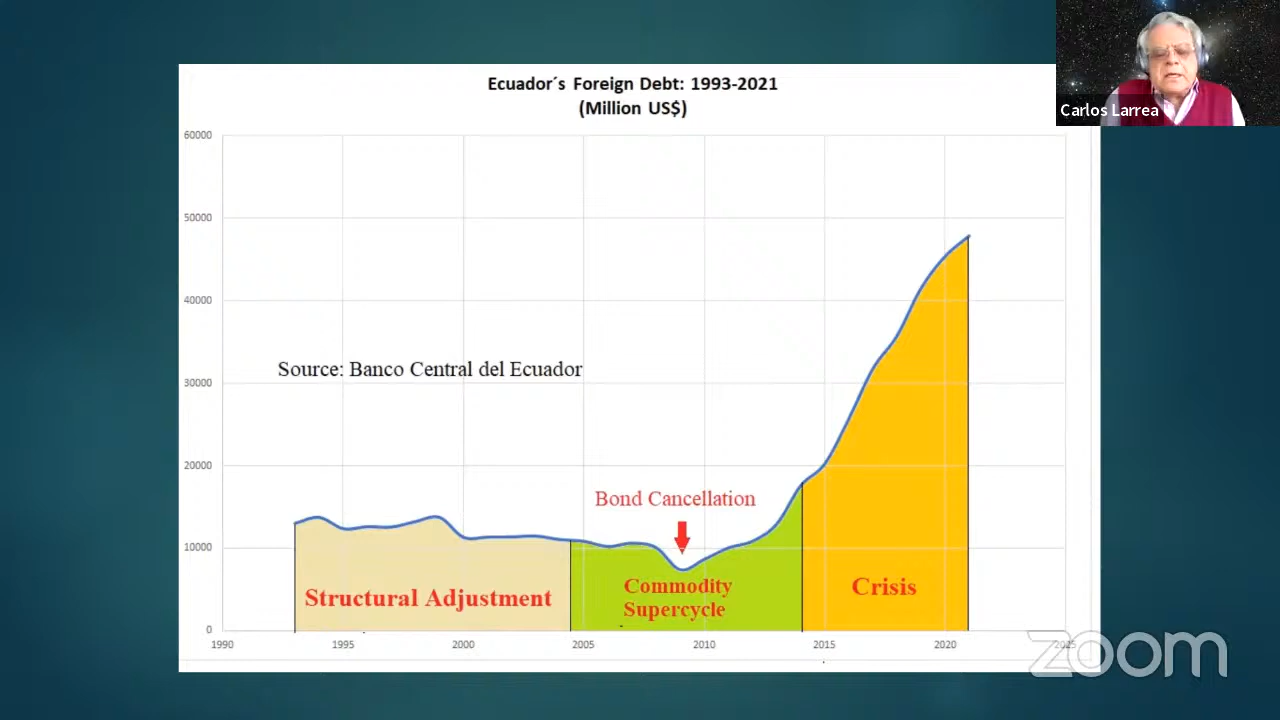 Ecuador´s Foreign Debt: 1993-2021
(Million US$)
Carlos Larrea
60000
50000
40000
Source: Banco Central del Ecuador
30000
20000
Bond Cancellation
10000
Commodity
Supercycle
Structural Adjustment
Crisis
0
1990
1995
2000
2005
2010
2015
2020
2025
zoom